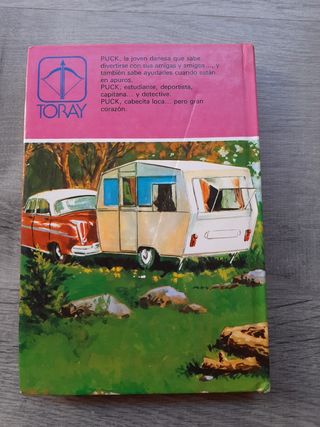 PUCK, la joven danesa que sabe
divertirse con sus amigas y amigos..., y
también sabe ayudarles cuando están
en apuros.
PUCK, estudiante, deportista,
capitana... y detective.
PUCK, cabecita loca... pero gran
corazón.
TORAY